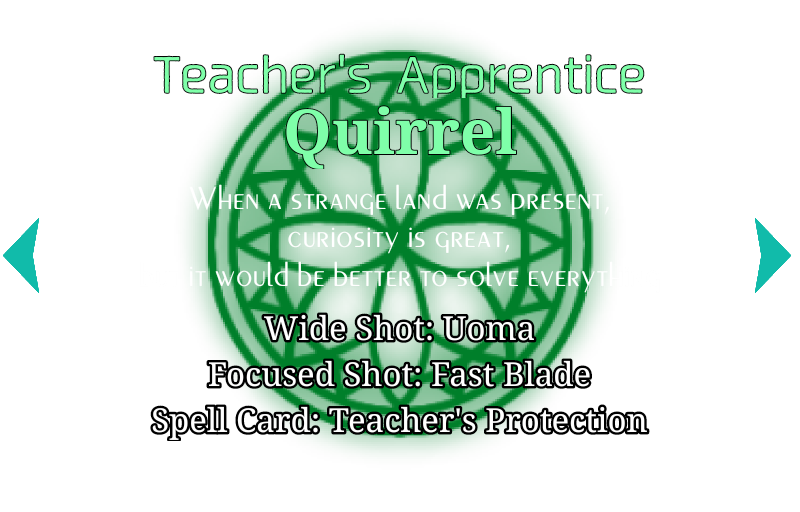 Teacher's Apprentice
Quirrel
When a strange land was present,
curiosity is great,
it would be better to solve
Wide Shot: Uoma
Focused Shot: Fast Blade
Spell Card: Teacher's Protection